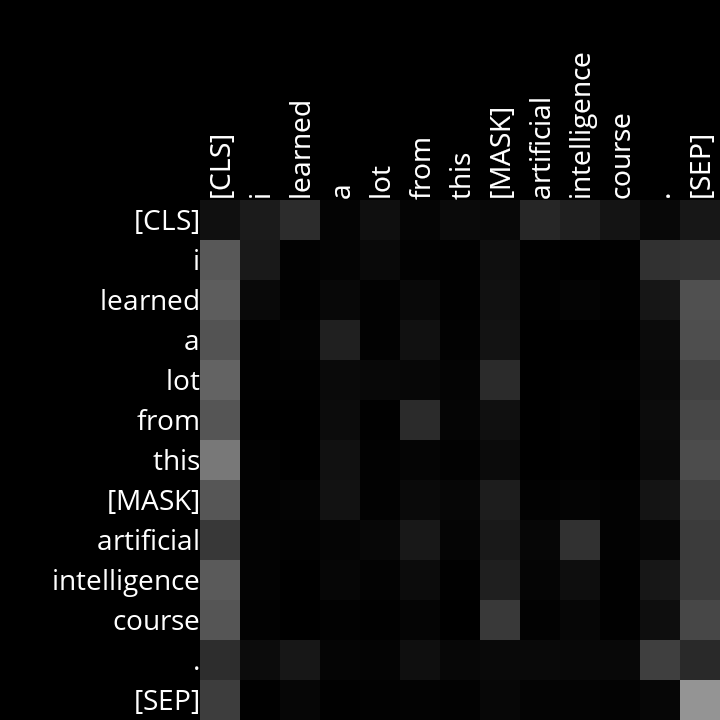 [CLS] i learned a lot from this [MASK] artificial intelligence course . [SEP]
[CLS]
i
learned
a
lot
from
this
[MASK]
artificial
intelligence
course
.
[SEP]